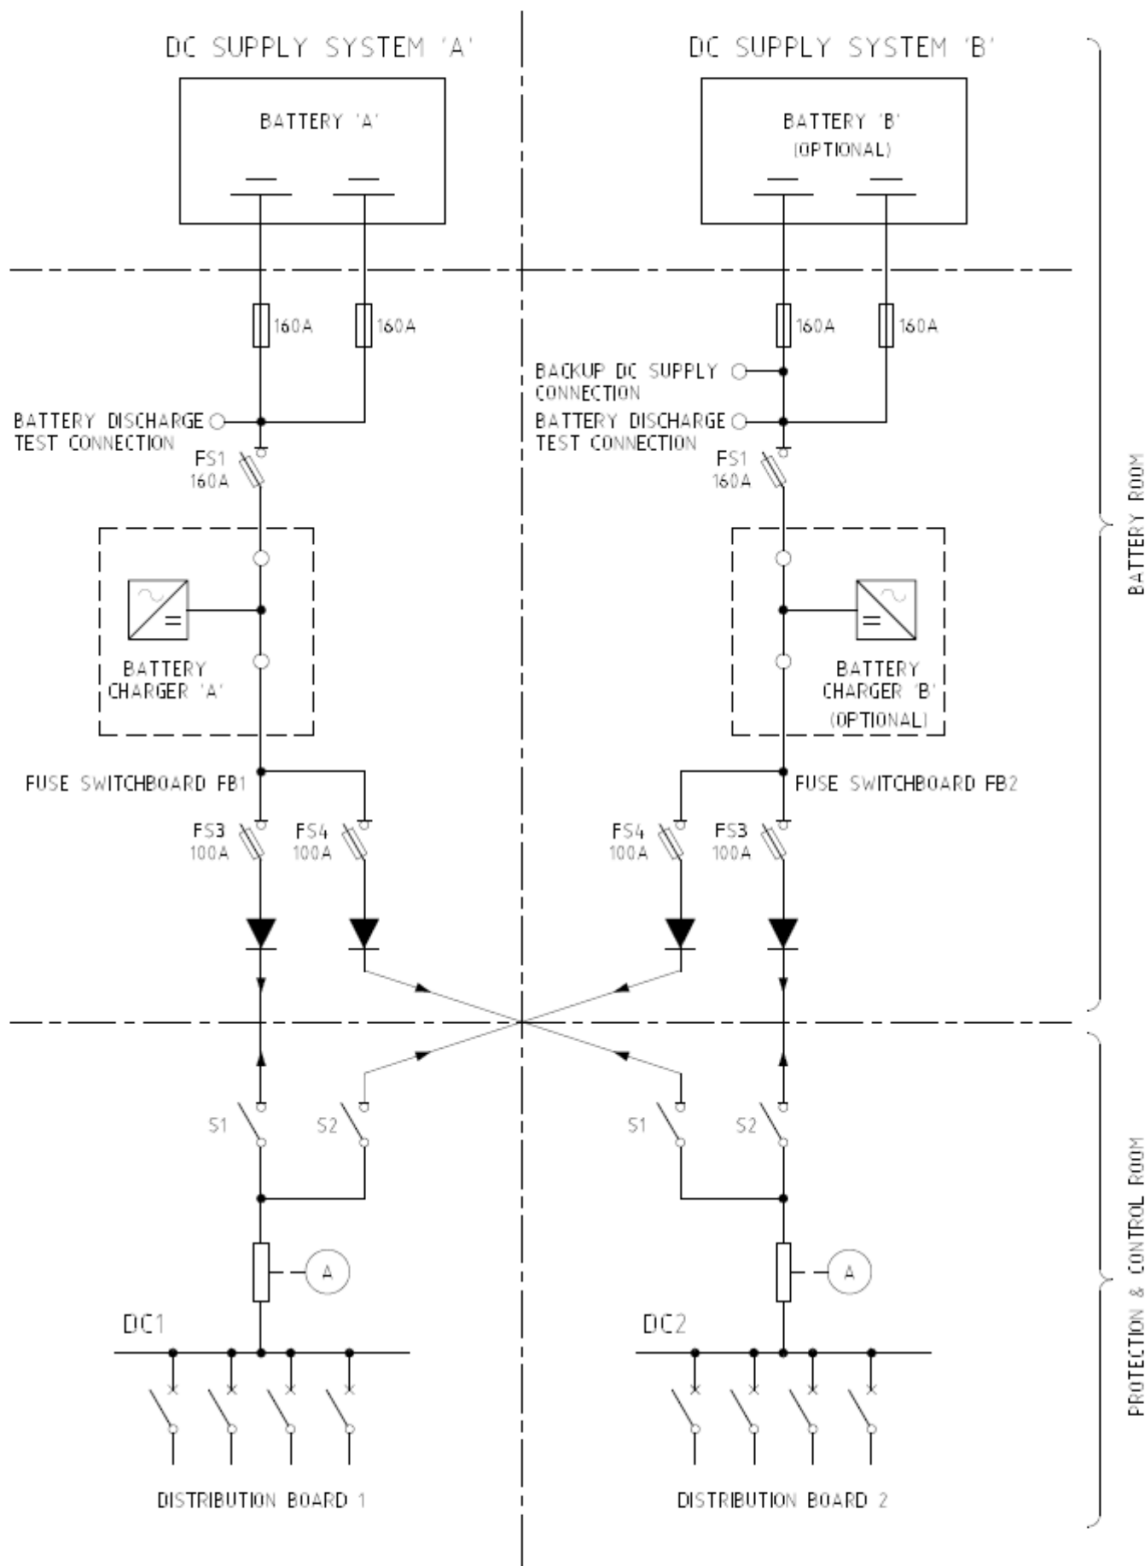 DC SUPPLY SYSTEM 'A'
DC SUPPLY SYSTEM 'B'
BATTERY 'A'
BATTERY 'B'
(OPTIONAL)
160A
160A
160A
160A
BACKUP DC SUPPLY
CONNECTION
BATTERY DISCHARGE
TEST CONNECTION
BATTERY DISCHARGE
TEST CONNECTION
FS1
160A
FS1
160A
BATTERY ROOM
BATTERY
CHARGER 'A'
BATTERY
CHARGER 'B'
(OPTIONAL)
FUSE SWITCHBOARD FB1
FUSE SWITCHBOARD FB2
FS3
100A
FS4
100A
FS4
100A
FS3
100A
S1
S2
S1
S2
A
A
PROTECTION & CONTROL ROOM
DC1
DC2
DISTRIBUTION BOARD 1
DISTRIBUTION BOARD 2